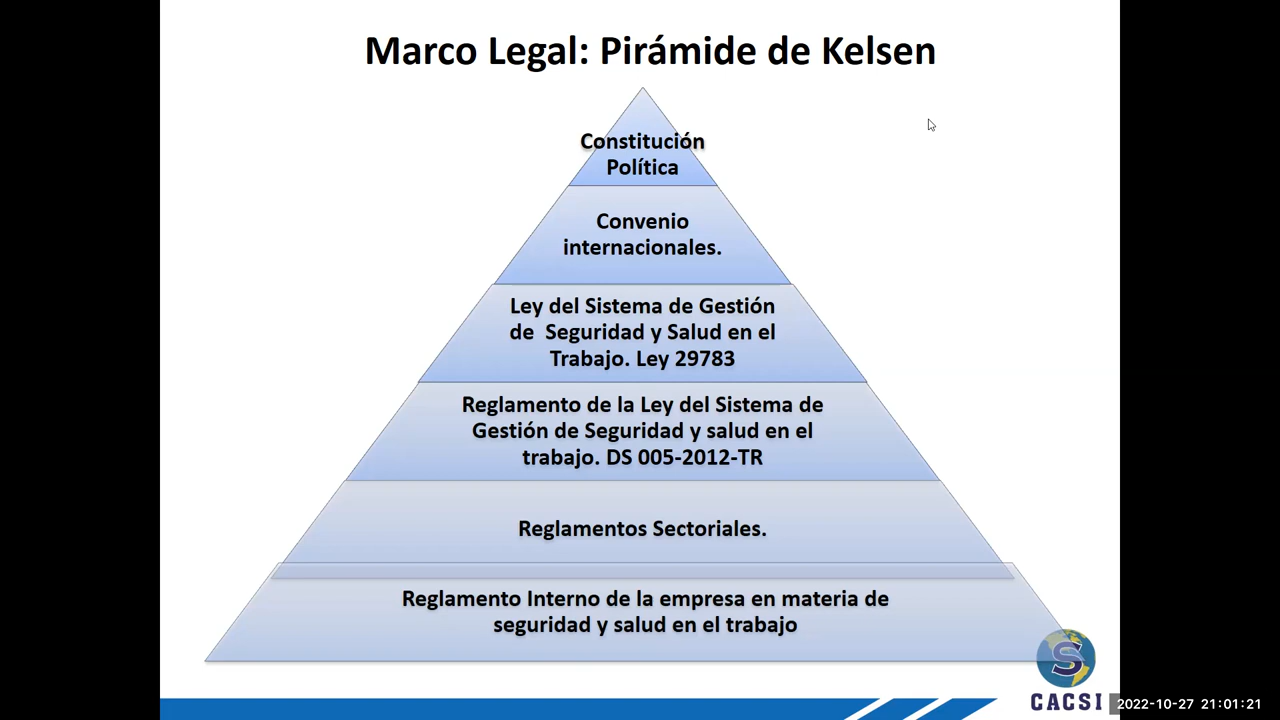 Marco Legal: Pirámide de Kelsen
Constitución
Política
Convenio
internacionales.
Ley del Sistema de Gestión
de Seguridad y Salud en el
Trabajo. Ley 29783
Reglamento de la Ley del Sistema de
Gestión de Seguridad y salud en el
trabajo. DS 005-2012-TR
Reglamentos Sectoriales.
Reglamento Interno de la empresa en materia de
seguridad y salud en el trabajo
S
CACSI
2022-10-27 21:01:21